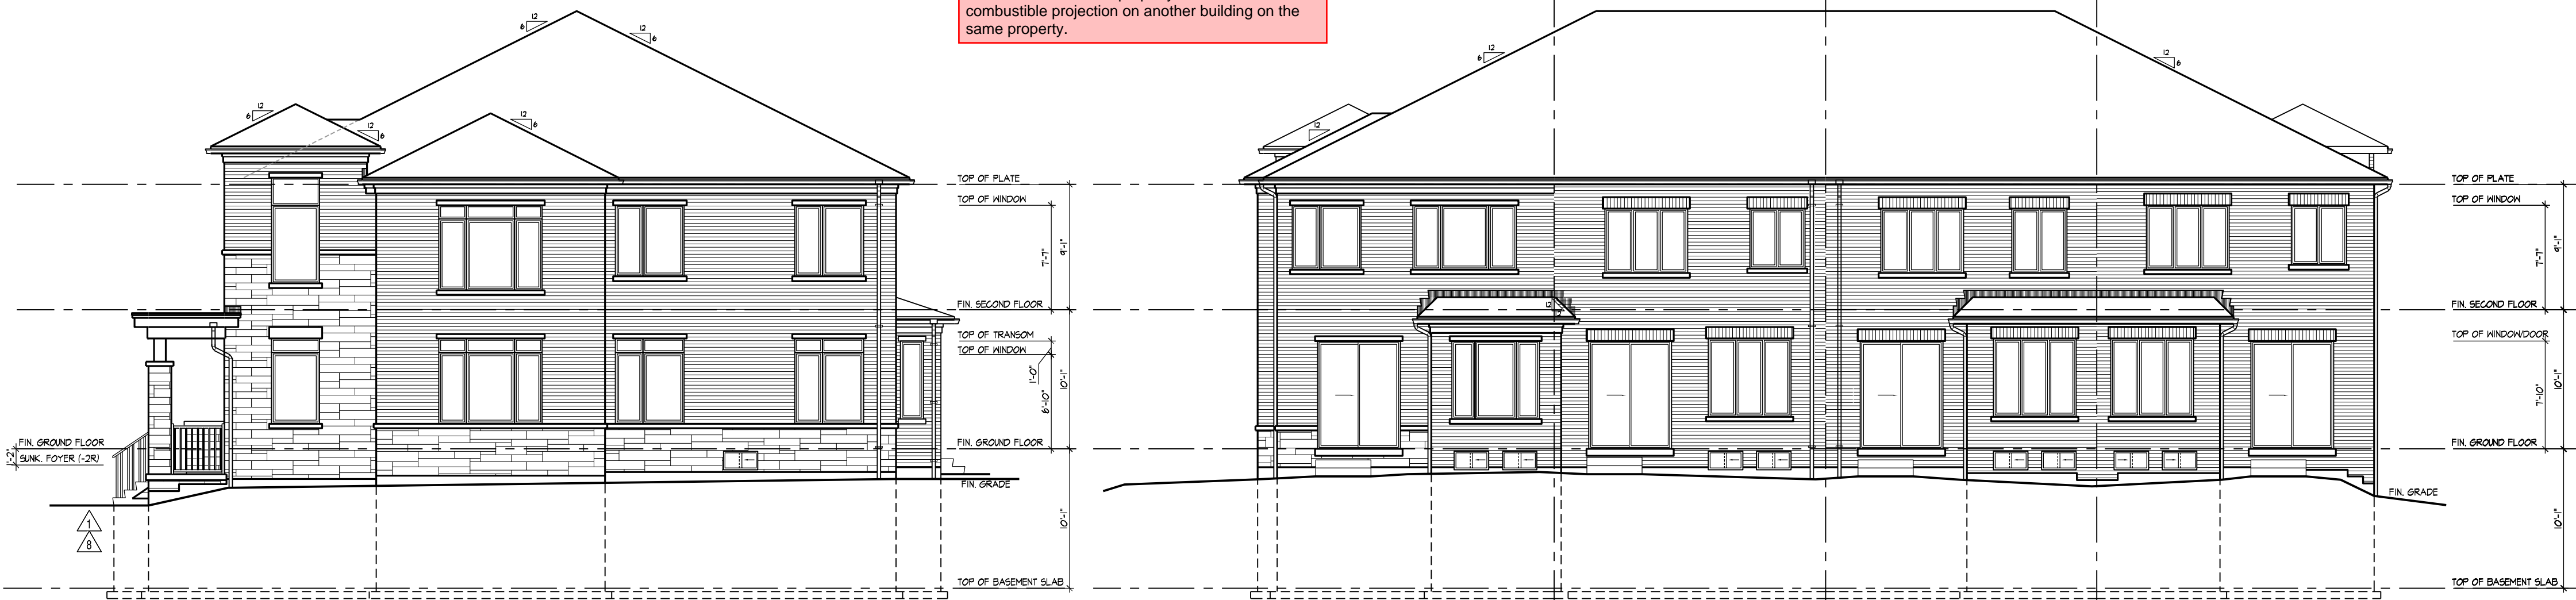 combustible projection on another building on the
same property.
12
6
12
6
12
6
12
6
12
6
TOP OF PLATE
TOP OF WINDOW
7'-7"
9'-1"
FIN. SECOND FLOOR
TOP OF TRANSOM
TOP OF WINDOW
1'-0"
6'-10"
10'-1"
FIN. GROUND FLOOR
FIN. GROUND FLOOR
1'-2"
SUNK. FOYER (-2R)
FIN. GRADE
1
8
10'-1"
TOP OF BASEMENT SLAB
12
6
12
6
12
6
12
TOP OF PLATE
TOP OF WINDOW
7'-7"
9'-1"
FIN. SECOND FLOOR
TOP OF WINDOW/DOOR
7'-10"
10'-1"
FIN. GROUND FLOOR
FIN. GRADE
10'-1"
TOP OF BASEMENT SLAB